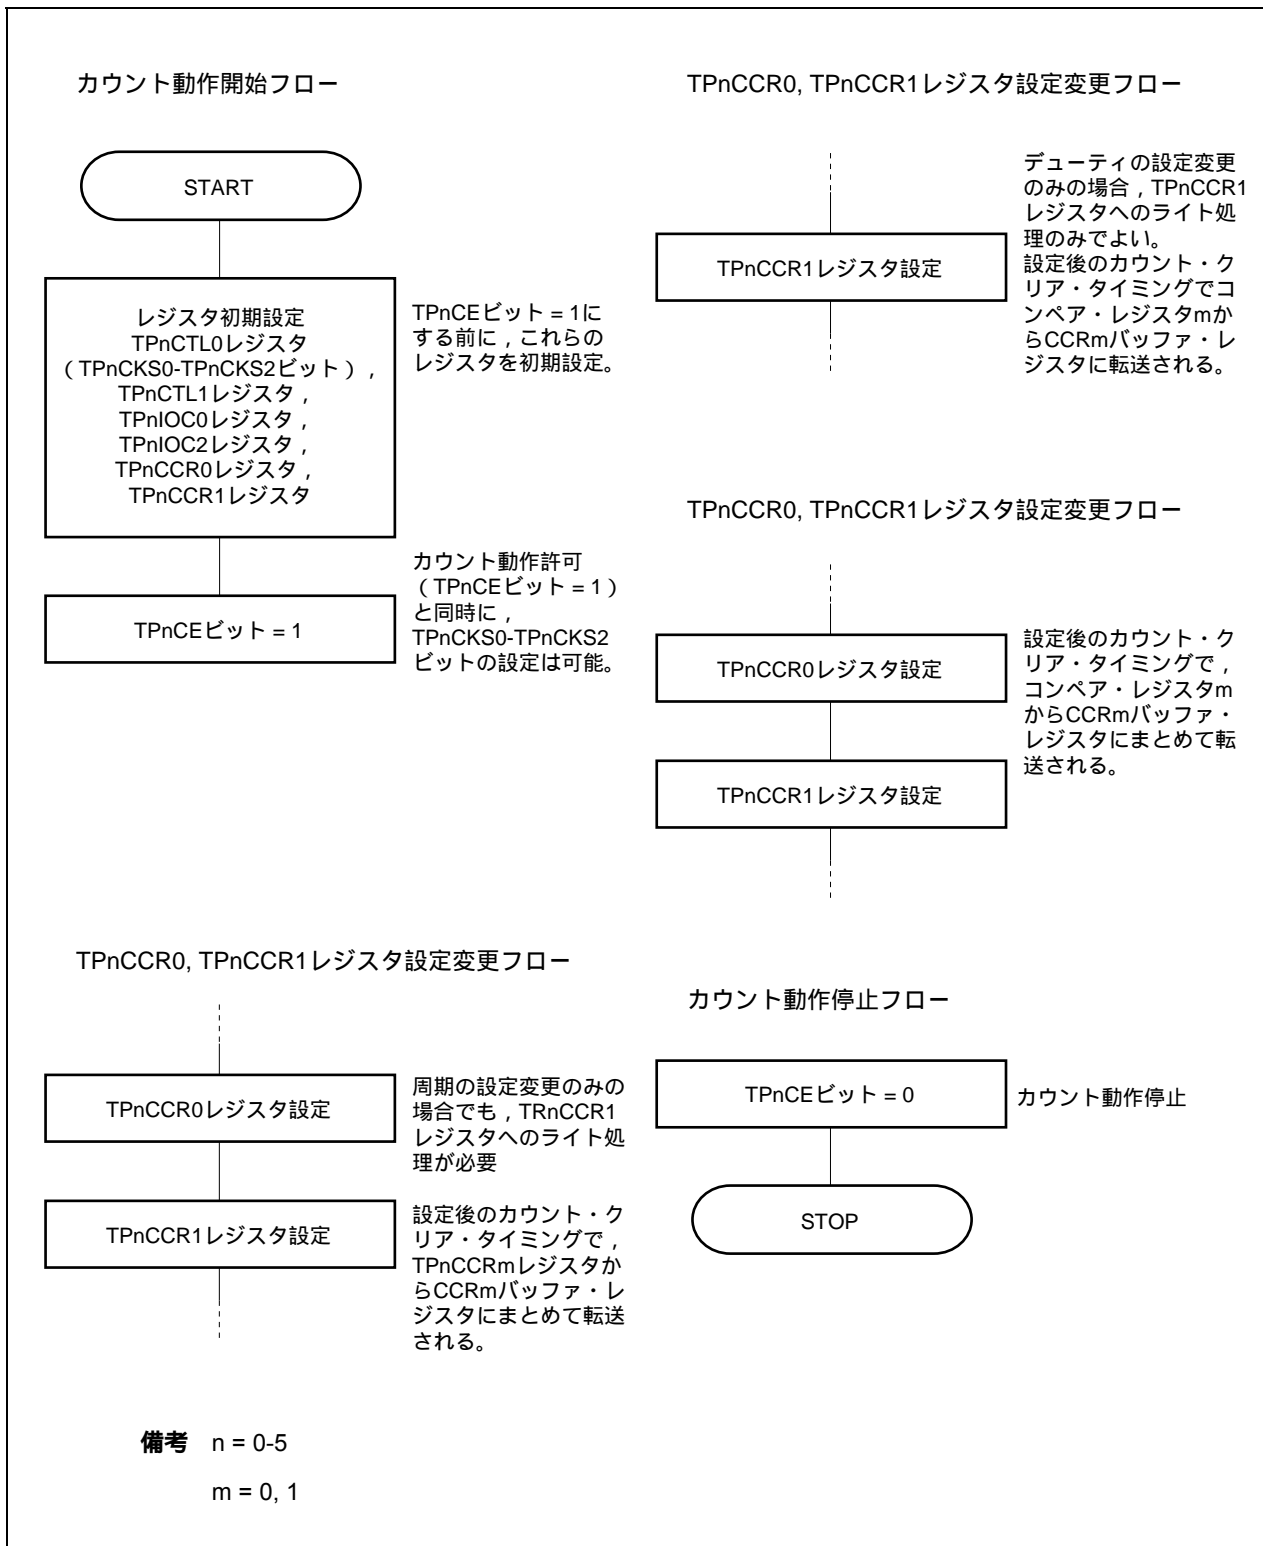 カウント動作開始フロー
START
レジスタ初期設定
TPnCTL0レジスタ
（TPnCKS0-TPnCKS2ビット），
TPnCTL1レジスタ，
TPnIOC0レジスタ，
TPnIOC2レジスタ，
TPnCCR0レジスタ，
TPnCCR1レジスタ
TPnCEビット = 1に
する前に，これらの
レジスタを初期設定。
TPnCEビット = 1
カウント動作許可
（TPnCEビット = 1）
と同時に，
TPnCKS0-TPnCKS2
ビットの設定は可能。
TPnCCR0, TPnCCR1レジスタ設定変更フロー
TPnCCR0レジスタ設定
周期の設定変更のみの
場合でも，TRnCCR1
レジスタへのライト処
理が必要
TPnCCR1レジスタ設定
設定後のカウント・ク
リア・タイミングで，
TPnCCRmレジスタか
らCCRmバッファ・レ
ジスタにまとめて転送
される。
TPnCCR0, TPnCCR1レジスタ設定変更フロー
TPnCCR1レジスタ設定
デューティの設定変更
のみの場合，TPnCCR1
レジスタへのライト処
理のみでよい。
設定後のカウント・ク
リア・タイミングでコ
ンペア・レジスタmか
らCCRmバッファ・レ
ジスタに転送される。
TPnCCR0, TPnCCR1レジスタ設定変更フロー
TPnCCR0レジスタ設定
設定後のカウント・ク
リア・タイミングで，
コンペア・レジスタm
からCCRmバッファ・
レジスタにまとめて転
送される。
TPnCCR1レジスタ設定
カウント動作停止フロー
TPnCEビット = 0
カウント動作停止
STOP
備考 n = 0-5
m = 0, 1